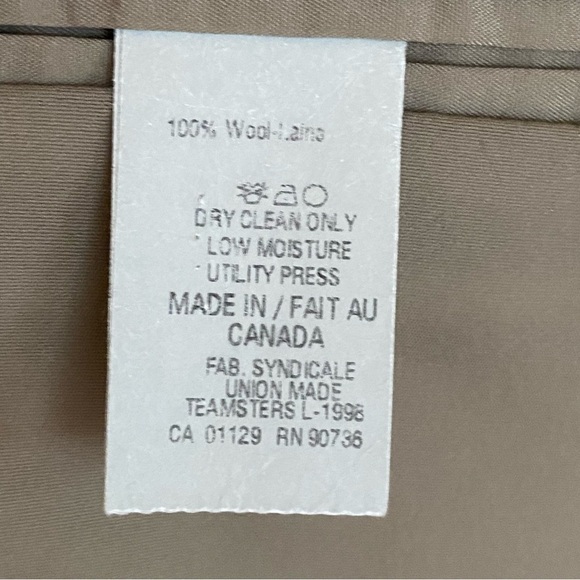 100% Wool-Laine
DRY CLEAN ONLY
LOW MOISTURE
UTILITY PRESS
MADE IN / FAIT AU
CANADA
FAB. SYNDICALE
UNION MADE
TEAMSTERS L-1998
CA 01129 RN 90736